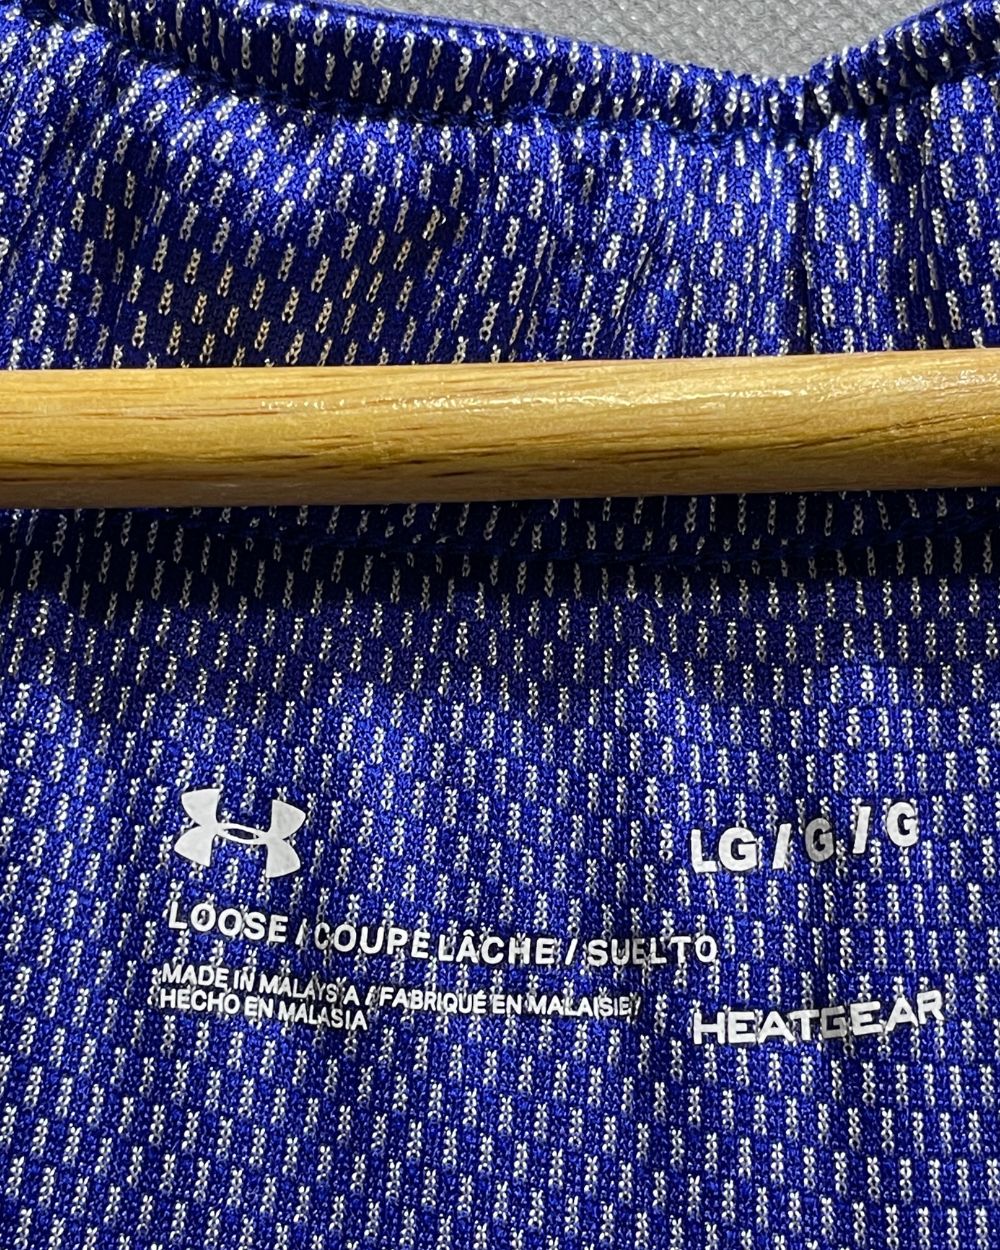 LG / G / G
LOOSE / COUPE LÂCHE / SUELTO
MADE IN MALAYSIA / FABRIQUÉ EN MALAISIE /
HECHO EN MALASIA
HEATGEAR